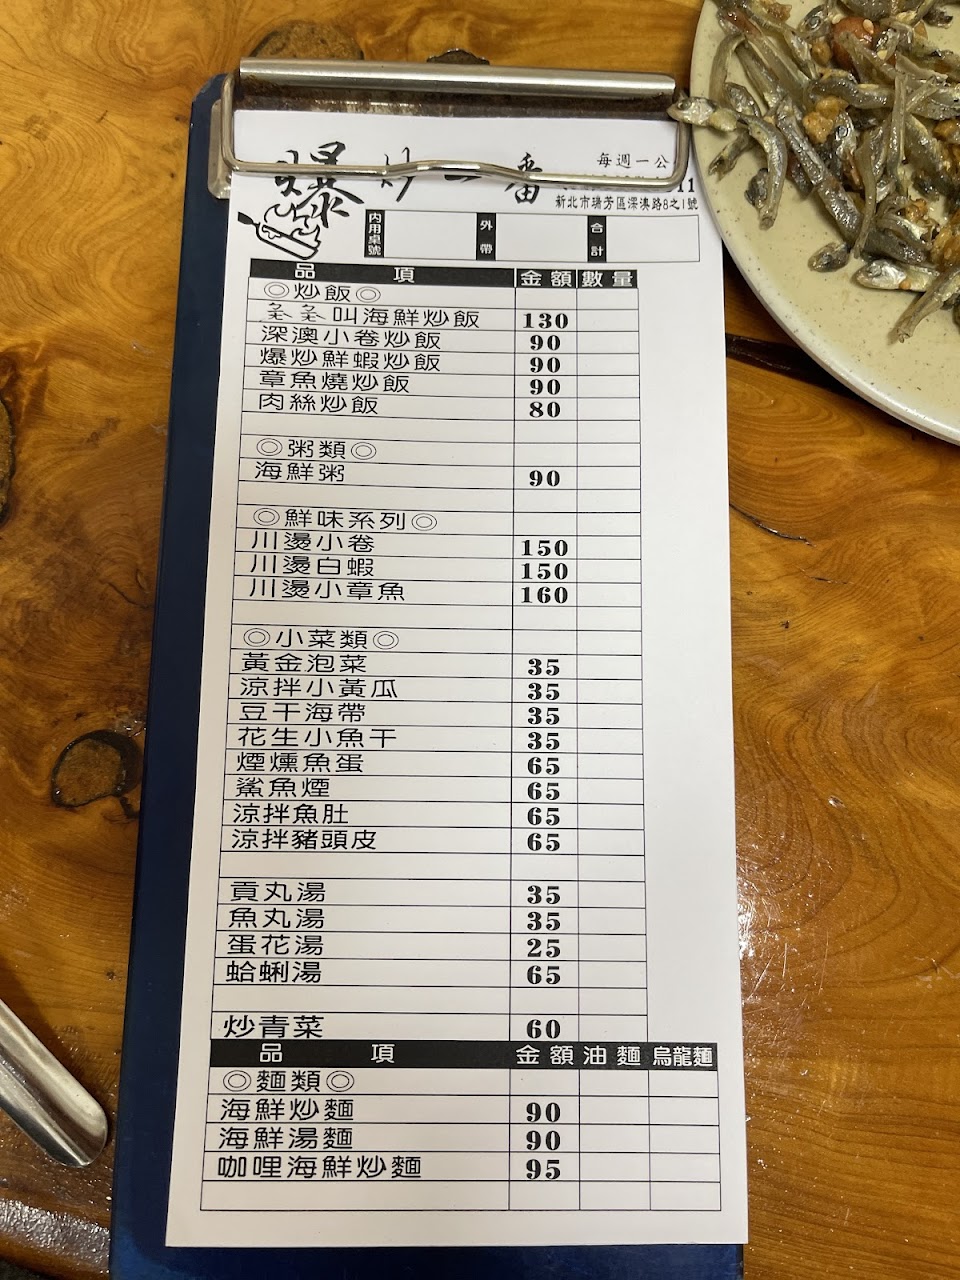 爆炒一番
每週一公
11
新北市瑞芳區深澳路8之1號
內用桌號 外帶 合計
品項 金額 數量
◎炒飯◎
叫海鮮炒飯 130
深澳小卷炒飯 90
爆炒鮮蝦炒飯 90
章魚燒炒飯 90
肉絲炒飯 80
◎粥類◎
海鮮粥 90
◎鮮味系列◎
川燙小卷 150
川燙白蝦 150
川燙小章魚 160
◎小菜類◎
黃金泡菜 35
涼拌小黃瓜 35
豆干海帶 35
花生小魚干 35
煙燻魚蛋 65
鯊魚煙 65
涼拌魚肚 65
涼拌豬頭皮 65
貢丸湯 35
魚丸湯 35
蛋花湯 25
蛤蜊湯 65
炒青菜 60
品項 金額 油麵 烏龍麵
◎麵類◎
海鮮炒麵 90
海鮮湯麵 90
咖哩海鮮炒麵 95